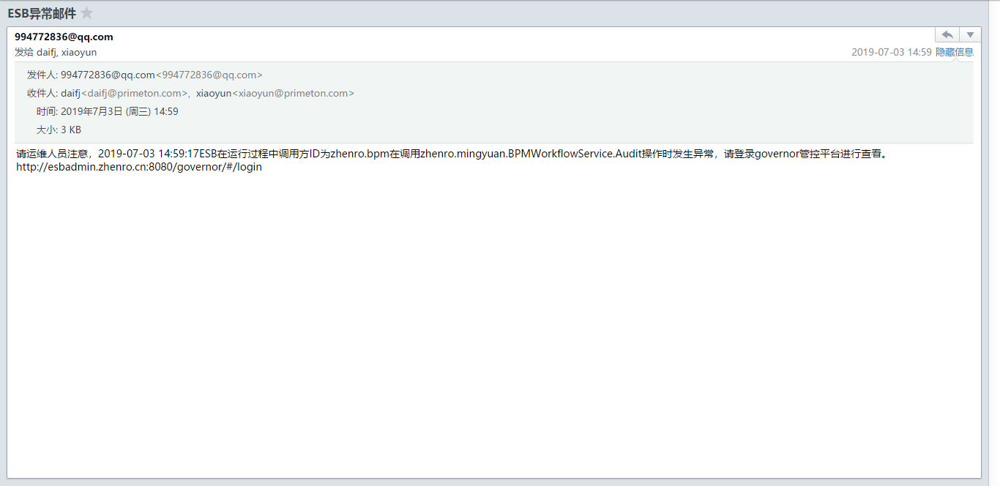 ESB异常邮件
994772836@qq.com
发给 daifj, xiaoyun
2019-07-03 14:59 隐藏信息
发件人: 994772836@qq.com<994772836@qq.com>
收件人: daifj<daifj@primeton.com>, xiaoyun<xiaoyun@primeton.com>
时间: 2019年7月3日 (周三) 14:59
大小: 3 KB
请运维人员注意，2019-07-03 14:59:17ESB在运行过程中调用方ID为zhenro.bpm在调用zhenro.mingyuan.BPMWorkflowService.Audit操作时发生异常，请登录governor管控平台进行查看。
http://esbadmin.zhenro.cn:8080/governor/#/login